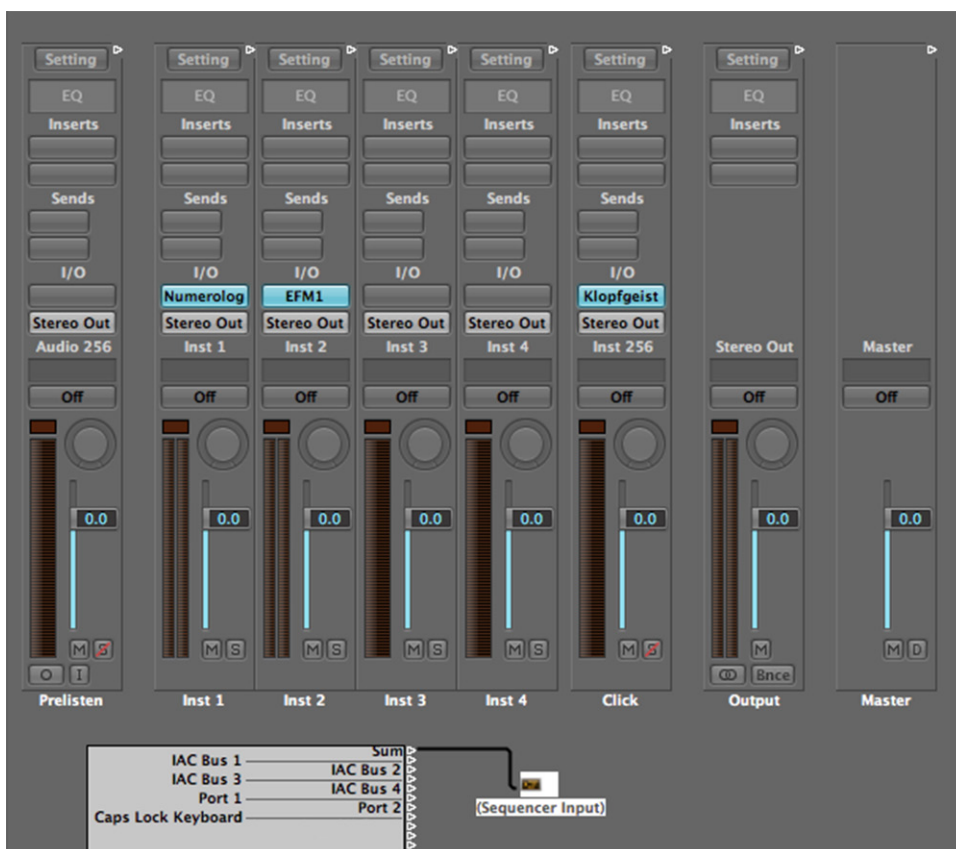 Setting Setting Setting Setting Setting Setting Setting
EQ EQ EQ EQ EQ EQ EQ
Inserts Inserts Inserts Inserts Inserts Inserts Inserts
Sends Sends Sends Sends Sends Sends
I/O I/O I/O I/O I/O I/O
Numerolog EFM1 Klopfgeist
Stereo Out Stereo Out Stereo Out Stereo Out Stereo Out Stereo Out
Audio 256 Inst 1 Inst 2 Inst 3 Inst 4 Inst 256 Stereo Out Master
Off Off Off Off Off Off Off Off
0.0 0.0 0.0 0.0 0.0 0.0 0.0 0.0
M S M S M S M S M S M S M M D
O I Bnce
Prelisten Inst 1 Inst 2 Inst 3 Inst 4 Click Output Master
Sum
IAC Bus 1
IAC Bus 2
IAC Bus 3
IAC Bus 4
Port 1
Port 2
Caps Lock Keyboard
(Sequencer Input)